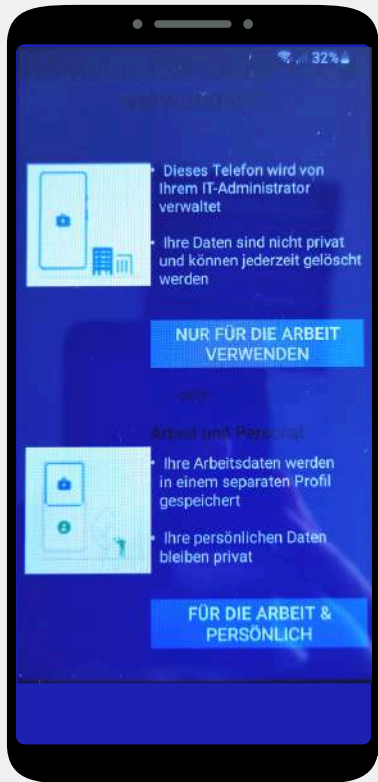 32%
verwenden?
Dieses Telefon wird von
Ihrem IT-Administrator
verwaltet
Ihre Daten sind nicht privat
und können jederzeit gelöscht
werden
NUR FÜR DIE ARBEIT
VERWENDEN
oder
Arbeit und Personal
Ihre Arbeitsdaten werden
in einem separaten Profil
gespeichert
Ihre persönlichen Daten
bleiben privat
FÜR DIE ARBEIT &
PERSÖNLICH